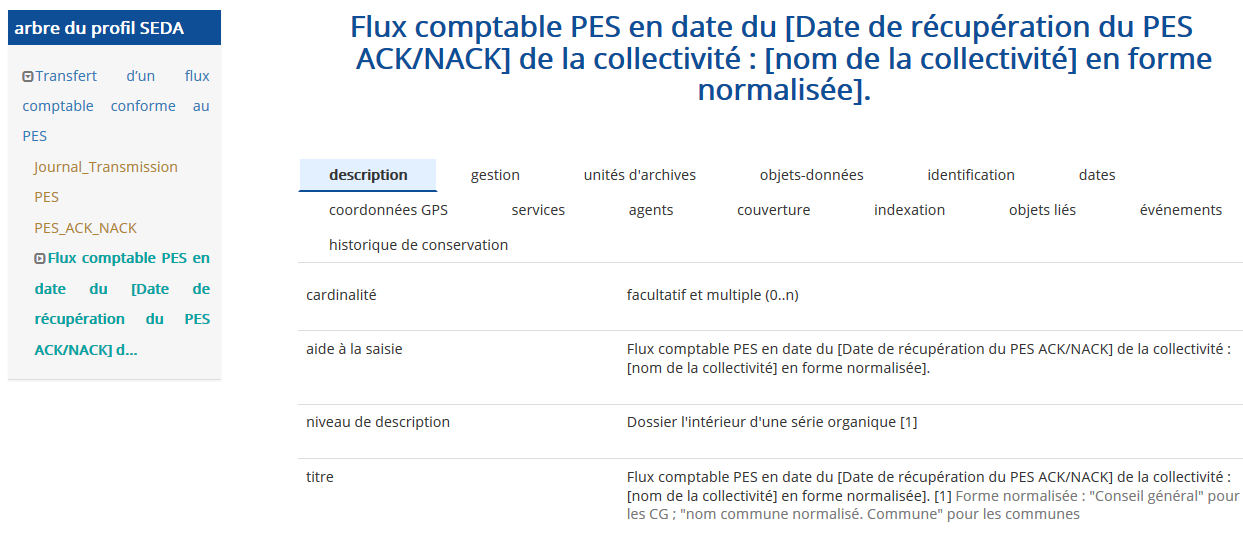 arbre du profil SEDA
Transfert d'un flux
comptable conforme au
PES
Journal_Transmission
PES
PES_ACK_NACK
Flux comptable PES en
date du [Date de
récupération du PES
ACK/NACK] d...
Flux comptable PES en date du [Date de récupération du PES
ACK/NACK] de la collectivité : [nom de la collectivité] en forme
normalisée].
description gestion unités d'archives objets-données identification dates
coordonnées GPS services agents couverture indexation objets liés événements
historique de conservation
cardinalité facultatif et multiple (0..n)
aide à la saisie Flux comptable PES en date du [Date de récupération du PES ACK/NACK] de la collectivité :
[nom de la collectivité] en forme normalisée].
niveau de description Dossier l'intérieur d'une série organique [1]
titre Flux comptable PES en date du [Date de récupération du PES ACK/NACK] de la collectivité :
[nom de la collectivité] en forme normalisée]. [1] Forme normalisée : "Conseil général" pour
les CG ; "nom commune normalisé. Commune" pour les communes